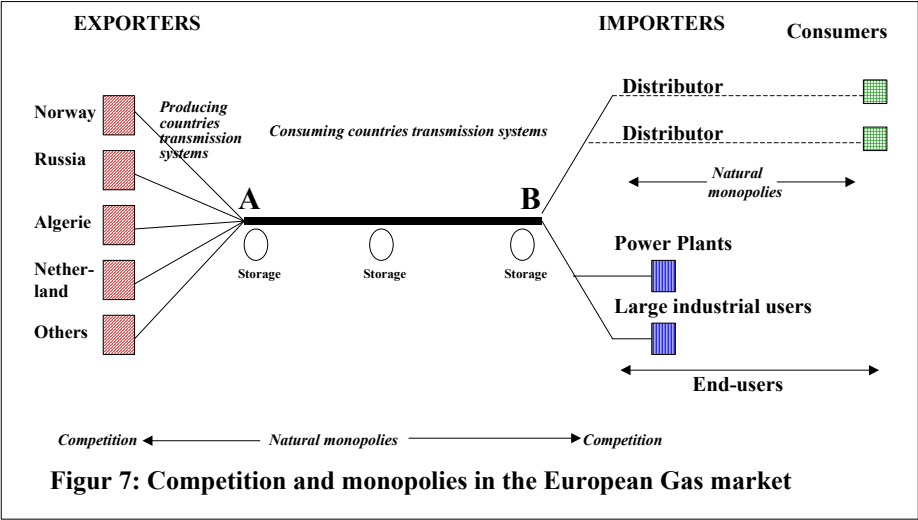 EXPORTERS
IMPORTERS
Consumers
Norway
Russia
Algerie
Nether-
land
Others
Producing
countries
transmission
systems
Consuming countries transmission systems
A
B
Storage
Storage
Storage
Distributor
Distributor
Natural
monopolies
Power Plants
Large industrial users
End-users
Competition
Natural monopolies
Competition
Figur 7: Competition and monopolies in the European Gas market